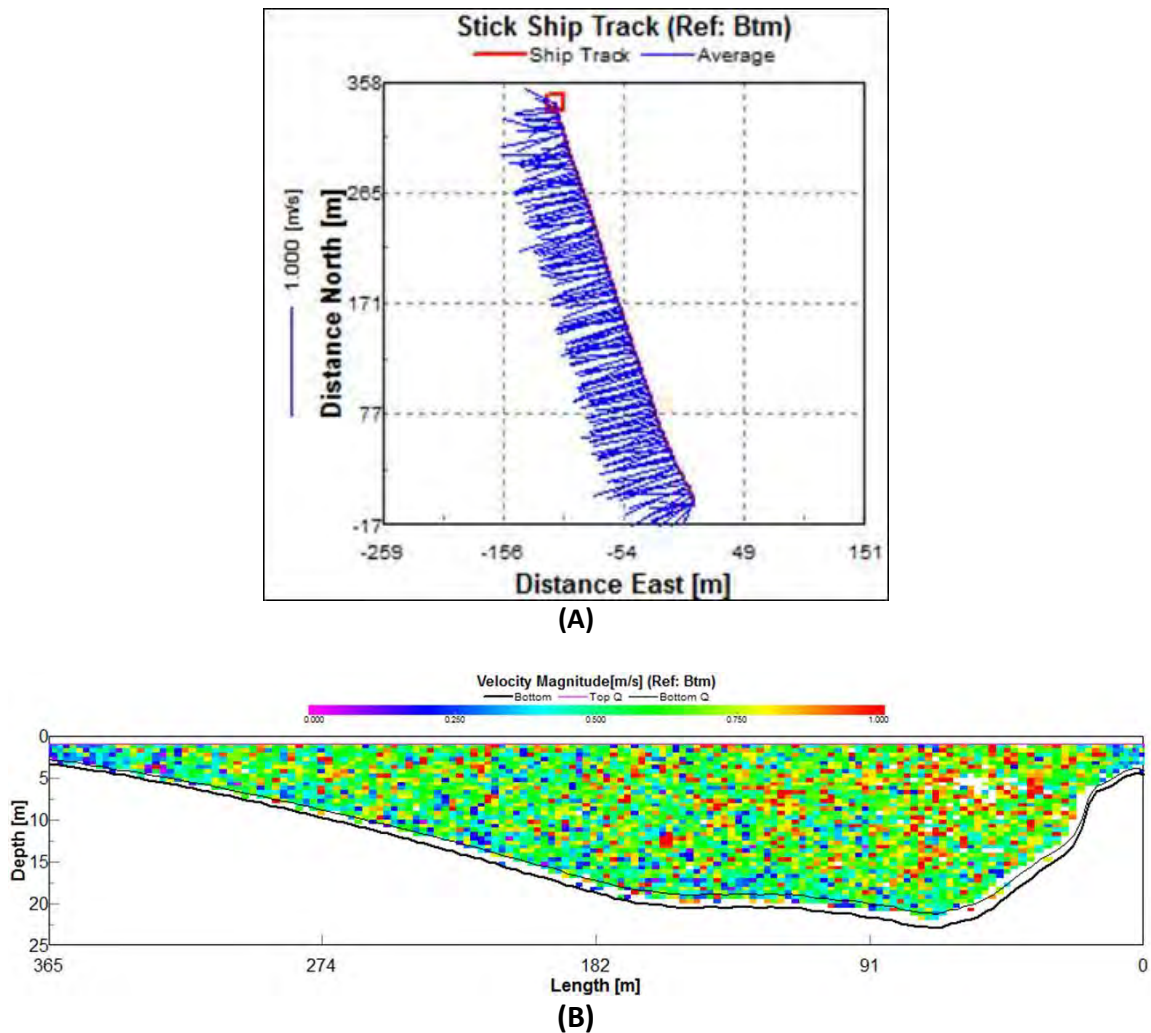 Stick Ship Track (Ref: Btm)
Ship Track Average
358
265
171
77
-17
1.000 [m/s]
Distance North [m]
-259 -156 -54 49 151
Distance East [m]
(A)
Velocity Magnitude[m/s] (Ref: Btm)
Bottom Top Q Bottom Q
0.000 0.250 0.500 0.750 1.000
0
5
10
15
20
25
Depth [m]
365 274 182 91 0
Length [m]
(B)